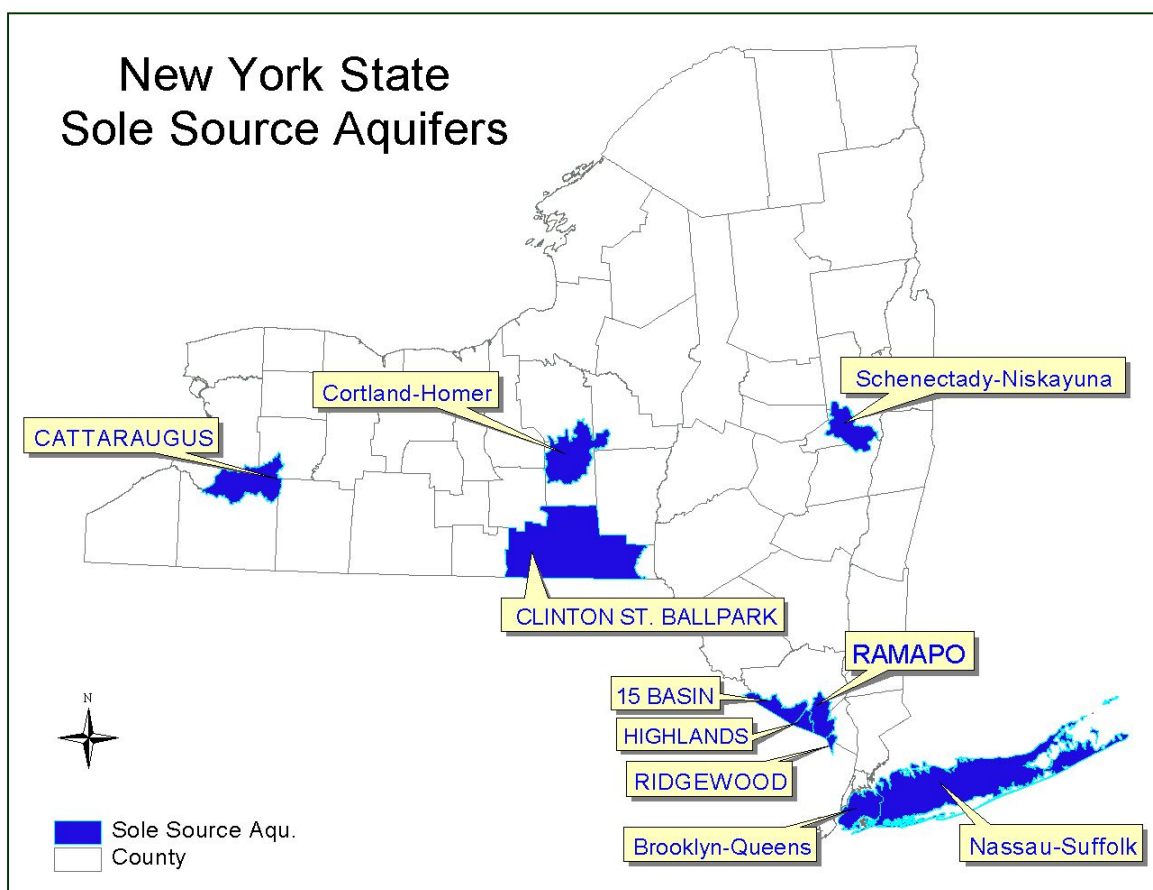 New York State
Sole Source Aquifers
Schenectady-Niskayuna
Cortland-Homer
CATTARAUGUS
CLINTON ST. BALLPARK
RAMAPO
15 BASIN
HIGHLANDS
RIDGEWOOD
Brooklyn-Queens
Nassau-Suffolk
N
Sole Source Aqu.
County